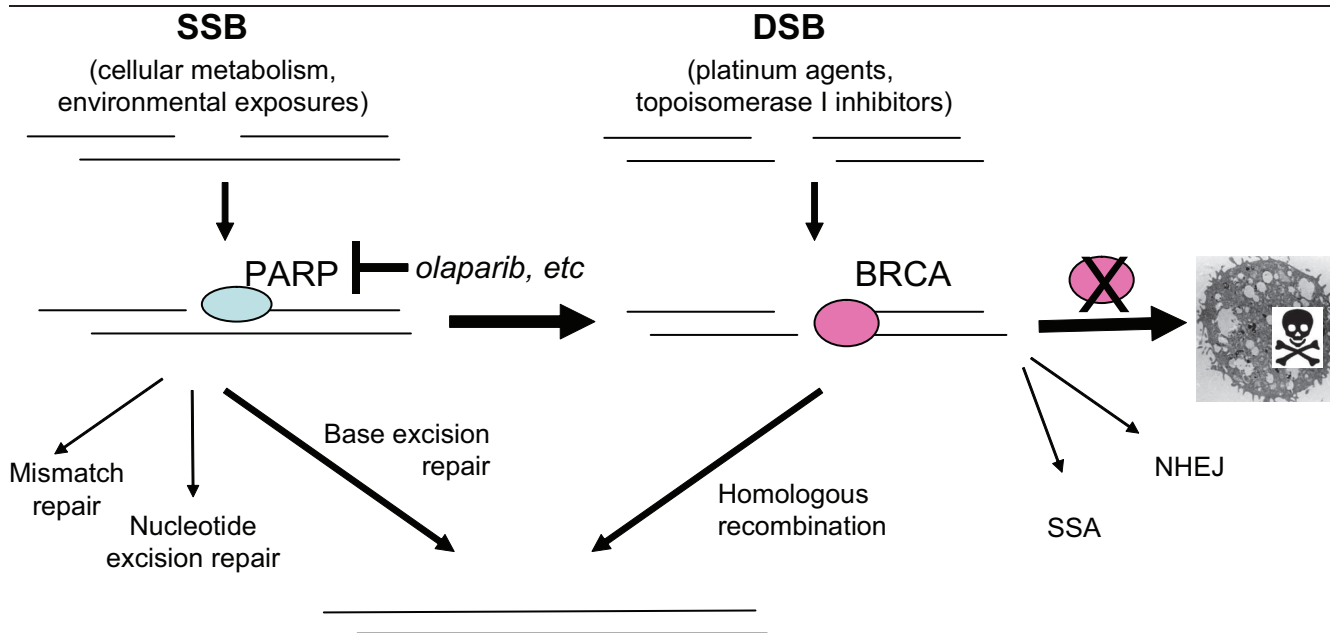 SSB
(cellular metabolism,
environmental exposures)
DSB
(platinum agents,
topoisomerase I inhibitors)
PARP
olaparib, etc
BRCA
X
Base excision
repair
Mismatch
repair
Nucleotide
excision repair
Homologous
recombination
NHEJ
SSA